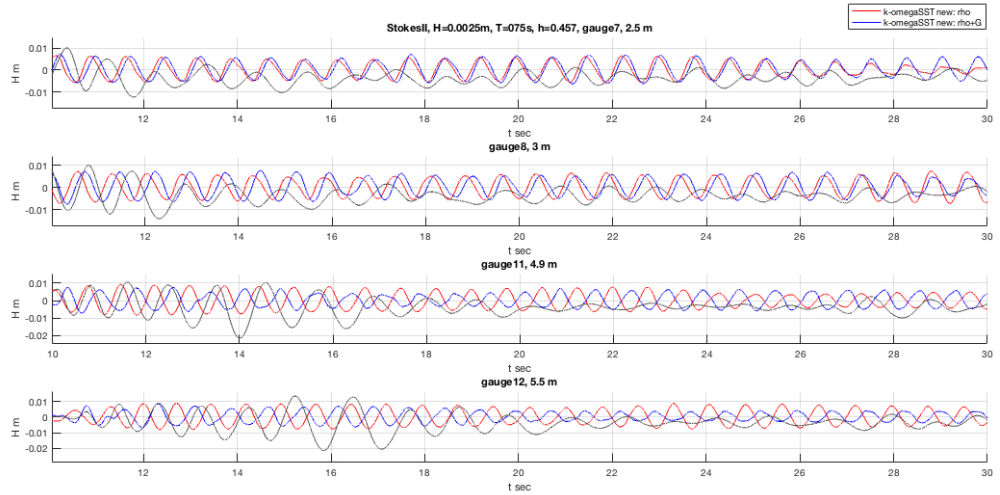 k-omegaSST new: rho
k-omegaSST new: rho+G
StokesII, H=0.0025m, T=075s, h=0.457, gauge7, 2.5 m
H m
0.01
0
-0.01
12 14 16 18 20 22 24 26 28 30
t sec
gauge8, 3 m
H m
0.01
0
-0.01
12 14 16 18 20 22 24 26 28 30
t sec
gauge11, 4.9 m
H m
0.01
0
-0.01
-0.02
10 12 14 16 18 20 22 24 26 28 30
t sec
gauge12, 5.5 m
H m
0.01
0
-0.01
-0.02
12 14 16 18 20 22 24 26 28 30
t sec